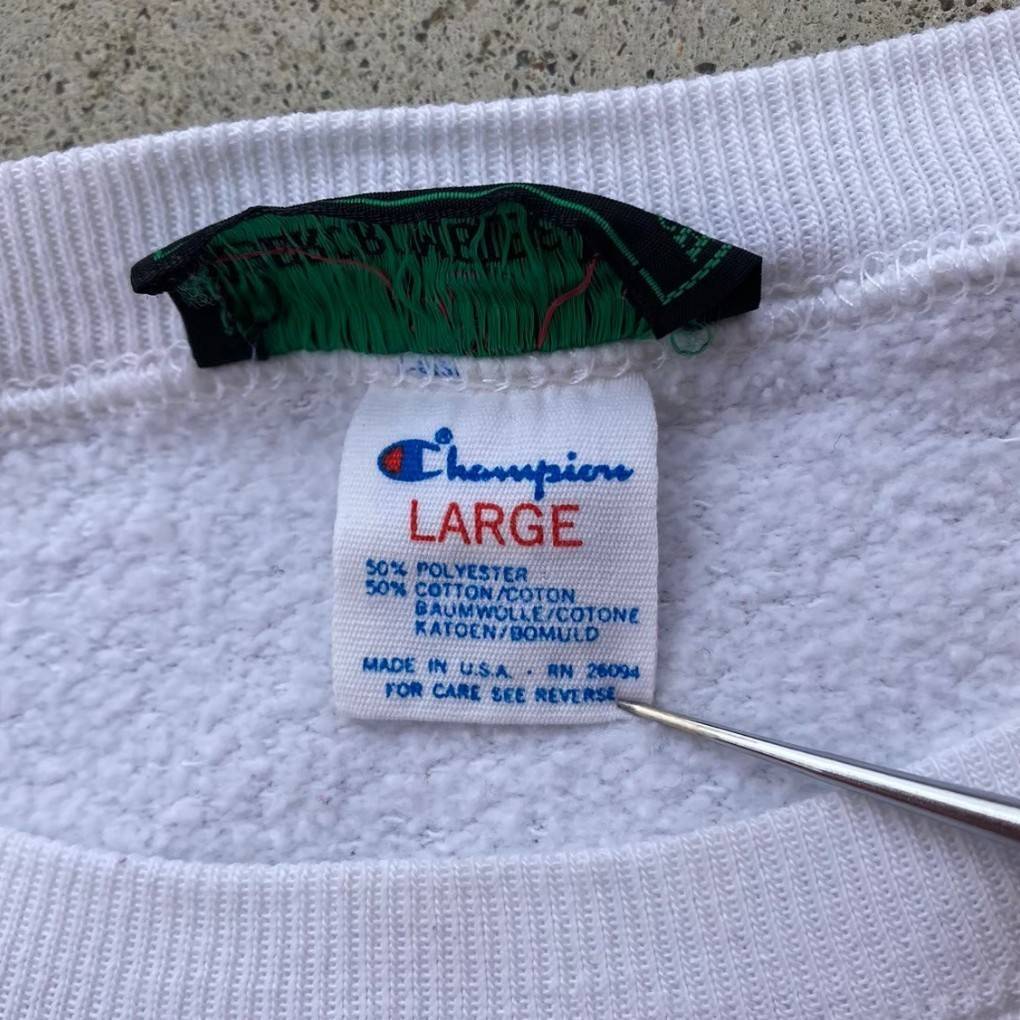 Champion
LARGE
50% POLYESTER
50% COTTON/COTON
BAUMWOLLE/COTONE
KATOEN/BOMULD
MADE IN U.S.A. · RN 26094
FOR CARE SEE REVERSE